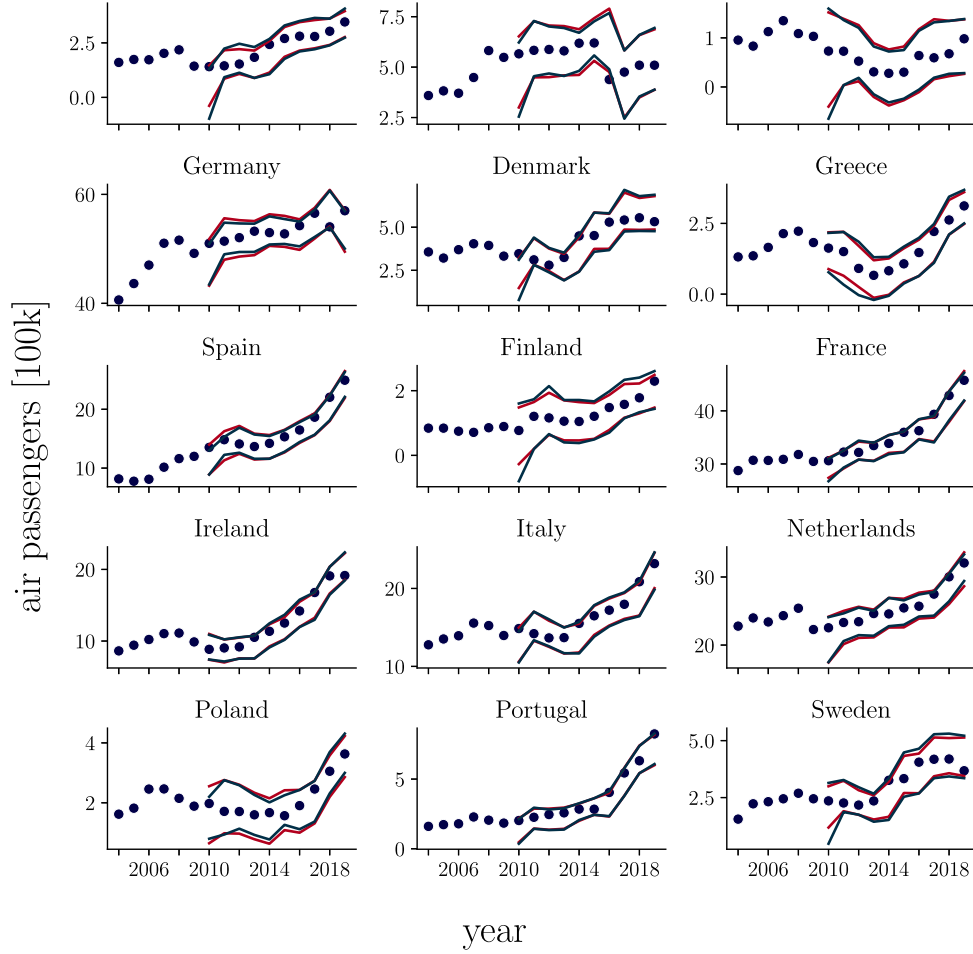 2.5
0.0
7.5
5.0
2.5
1
0
Germany
Denmark
Greece
60
40
5.0
2.5
2.5
0.0
Spain
Finland
France
20
10
2
0
40
30
Ireland
Italy
Netherlands
20
10
20
10
30
20
Poland
Portugal
Sweden
4
2
5
0
5.0
2.5
2006 2010 2014 2018
2006 2010 2014 2018
2006 2010 2014 2018
air passengers [100k]
year